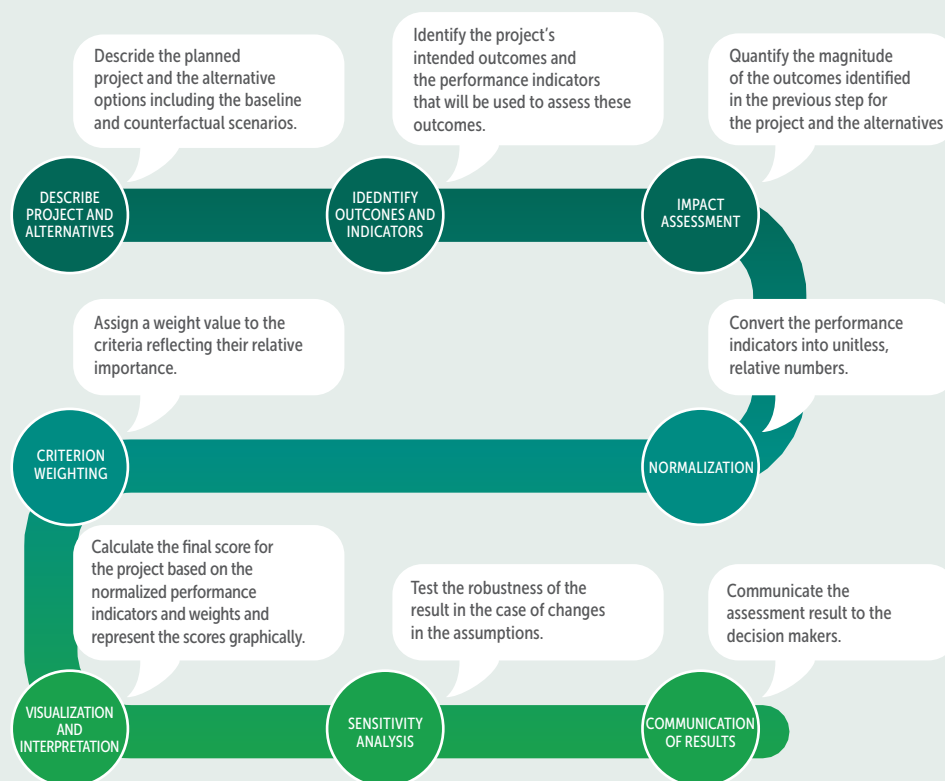 Descride the planned
project and the alternative
options including the baseline
and counterfactual scenarios.
Identify the project's
intended outcomes and
the performance indicators
that will be used to assess these
outcomes.
Quantify the magnitude
of the outcomes identified
in the previous step for
the project and the alternatives
DESCRIBE
PROJECT AND
ALTERNATIVES
IDEDNTIFY
OUTCONES AND
INDICATORS
IMPACT
ASSESSMENT
Convert the performance
indicators into unitless,
relative numbers.
NORMALIZATION
Assign a weight value to the
criteria reflecting their relative
importance.
CRITERION
WEIGHTING
Calculate the final score for
the project based on the
normalized performance
indicators and weights and
represent the scores graphically.
Test the robustness of the
result in the case of changes
in the assumptions.
Communicate the
assessment result to the
decision makers.
VISUALIZATION
AND
INTERPRETATION
SENSITIVITY
ANALYSIS
COMMUNICATION
OF RESULTS